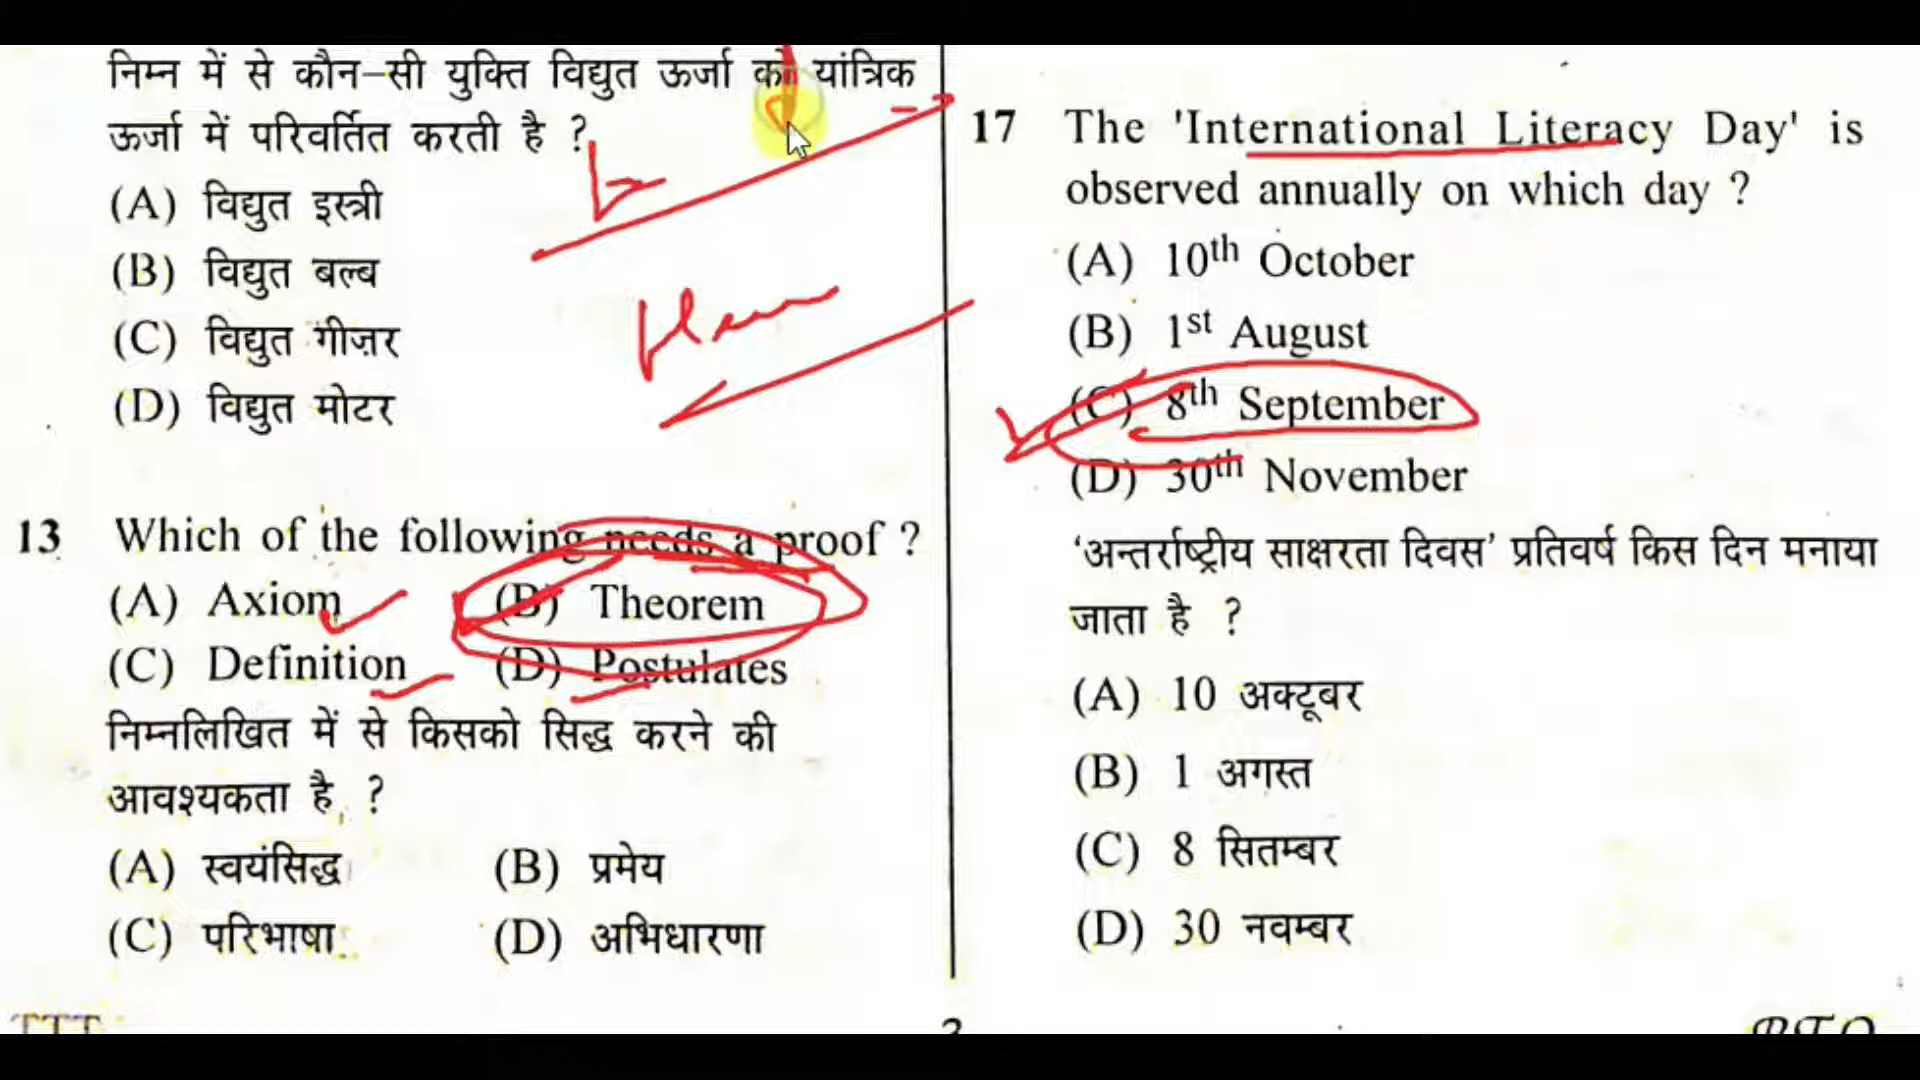 निम्न में से कौन-सी युक्ति विद्युत ऊर्जा को यांत्रिक
ऊर्जा में परिवर्तित करती है ?
(A) विद्युत इस्त्री
(B) विद्युत बल्ब
(C) विद्युत गीज़र
(D) विद्युत मोटर
13 Which of the following needs a proof ?
(A) Axiom (B) Theorem
(C) Definition (D) Postulates
निम्नलिखित में से किसको सिद्ध करने की
आवश्यकता है ?
(A) स्वयंसिद्ध (B) प्रमेय
(C) परिभाषा (D) अभिधारणा
17 The 'International Literacy Day' is
observed annually on which day ?
(A) 10th October
(B) 1st August
(C) 8th September
(D) 30th November
‘अन्तर्राष्ट्रीय साक्षरता दिवस’ प्रतिवर्ष किस दिन मनाया
जाता है ?
(A) 10 अक्टूबर
(B) 1 अगस्त
(C) 8 सितम्बर
(D) 30 नवम्बर